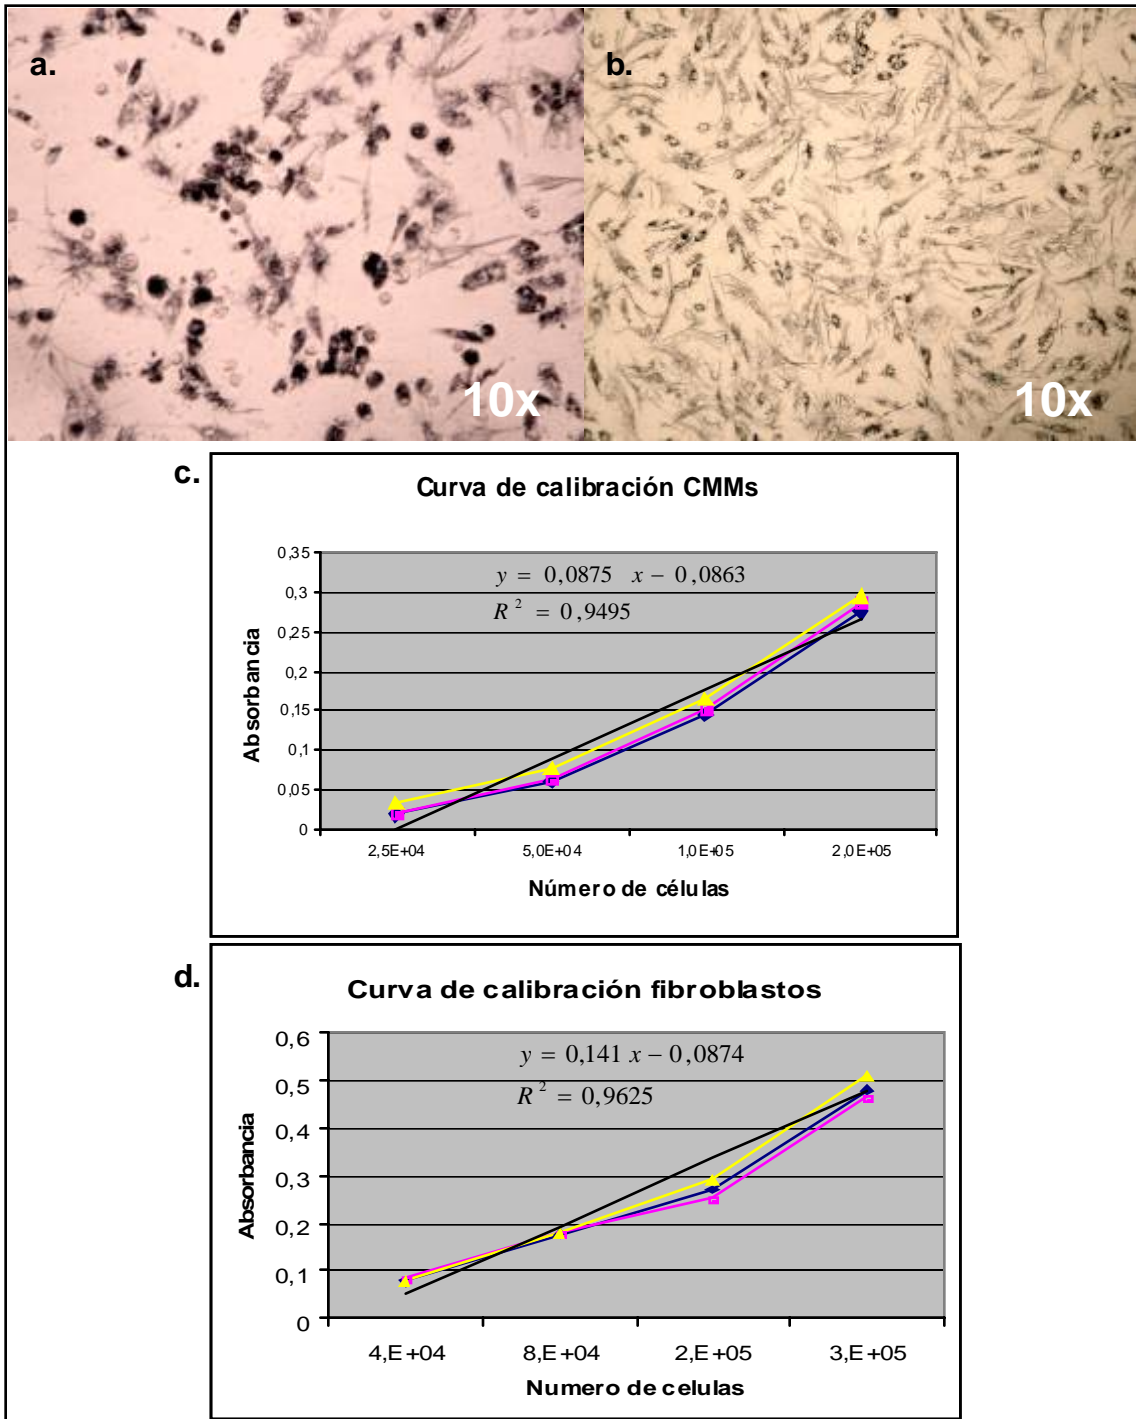 a.
b.
10x
10x
c.
Curva de calibración CMMs
y = 0,0875 x − 0,0863
R² = 0,9495
Absorbancia
0,35
0,3
0,25
0,2
0,15
0,1
0,05
0
2,5E+04 5,0E+04 1,0E+05 2,0E+05
Número de células
d.
Curva de calibración fibroblastos
y = 0,141 x − 0,0874
R² = 0,9625
Absorbancia
0,6
0,5
0,4
0,3
0,2
0,1
0
4,E+04 8,E+04 2,E+05 3,E+05
Numero de celulas